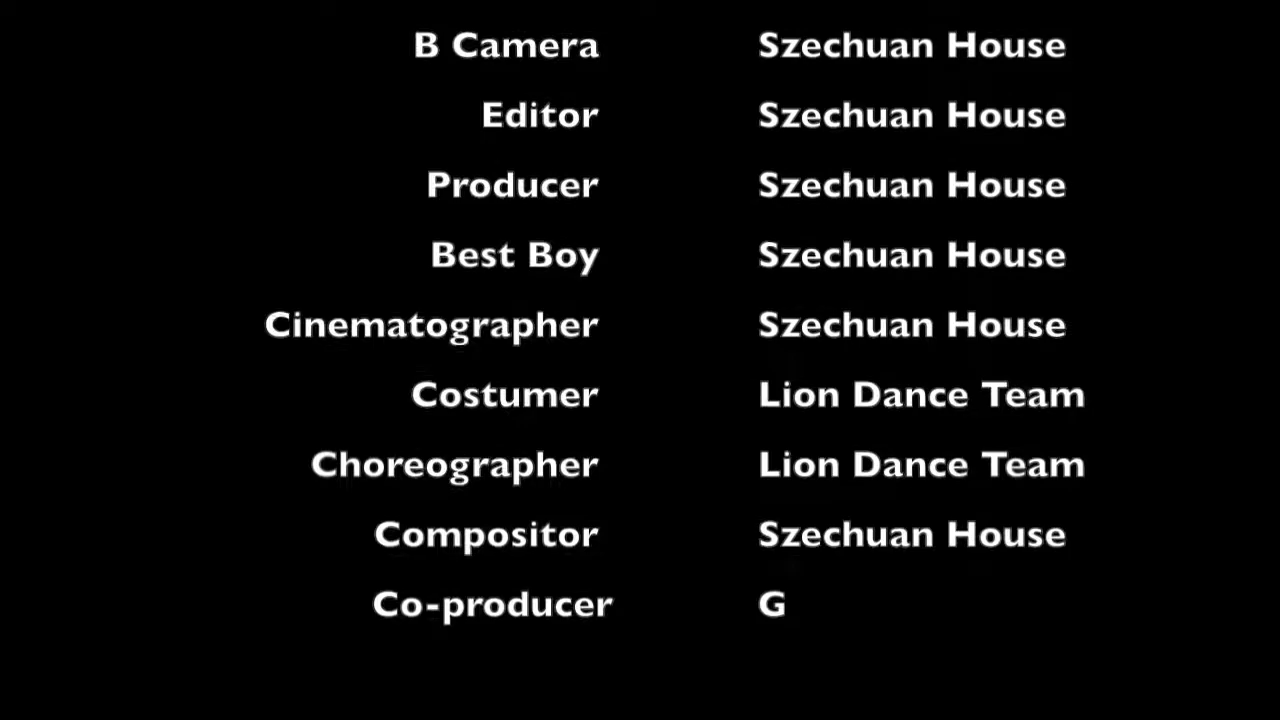 B Camera Szechuan House
Editor Szechuan House
Producer Szechuan House
Best Boy Szechuan House
Cinematographer Szechuan House
Costumer Lion Dance Team
Choreographer Lion Dance Team
Compositor Szechuan House
Co-producer G